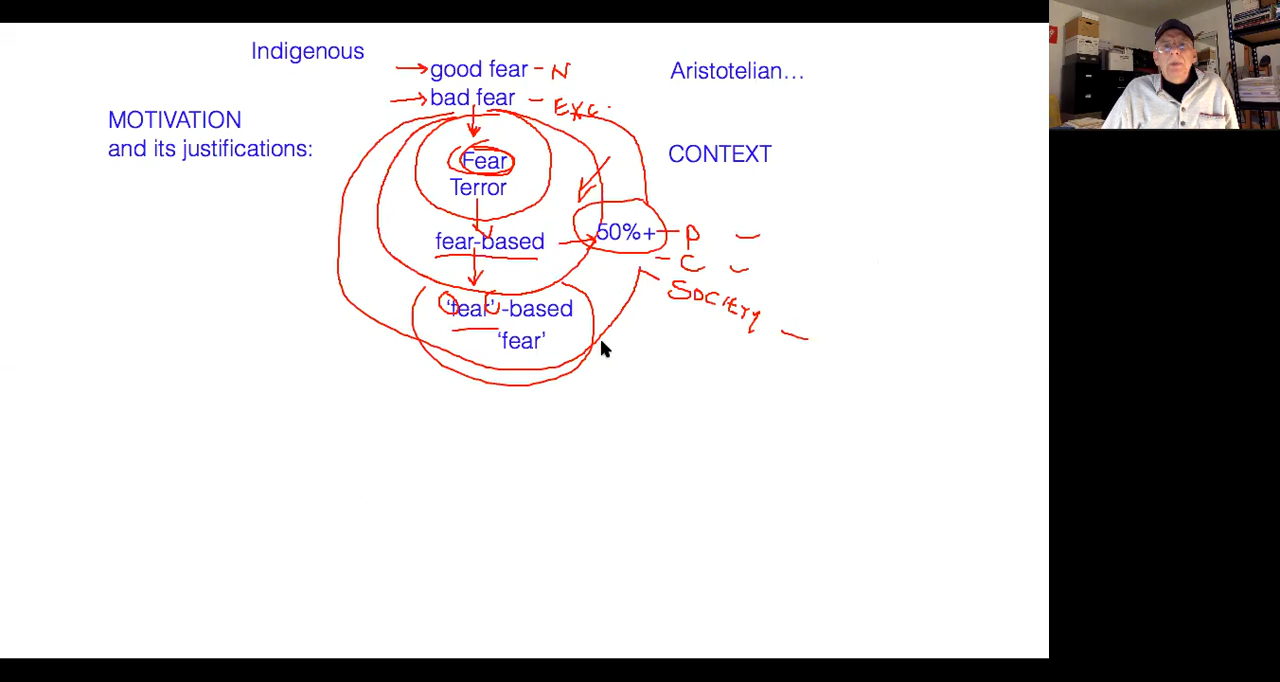 Indigenous
good fear – N
Aristotelian…
bad fear – EXC.
MOTIVATION
and its justifications:
CONTEXT
Fear
Terror
50%+ – P –
fear-based
– C –
SOCIETY –
‘fear’-based
‘fear’